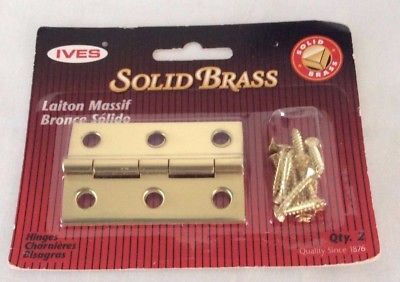 IVES
SOLID BRASS
SOLID BRASS
Laiton Massif
Bronce Sólido
Hinges
Charnières
Bisagras
Qty. 2
Quality Since 1876